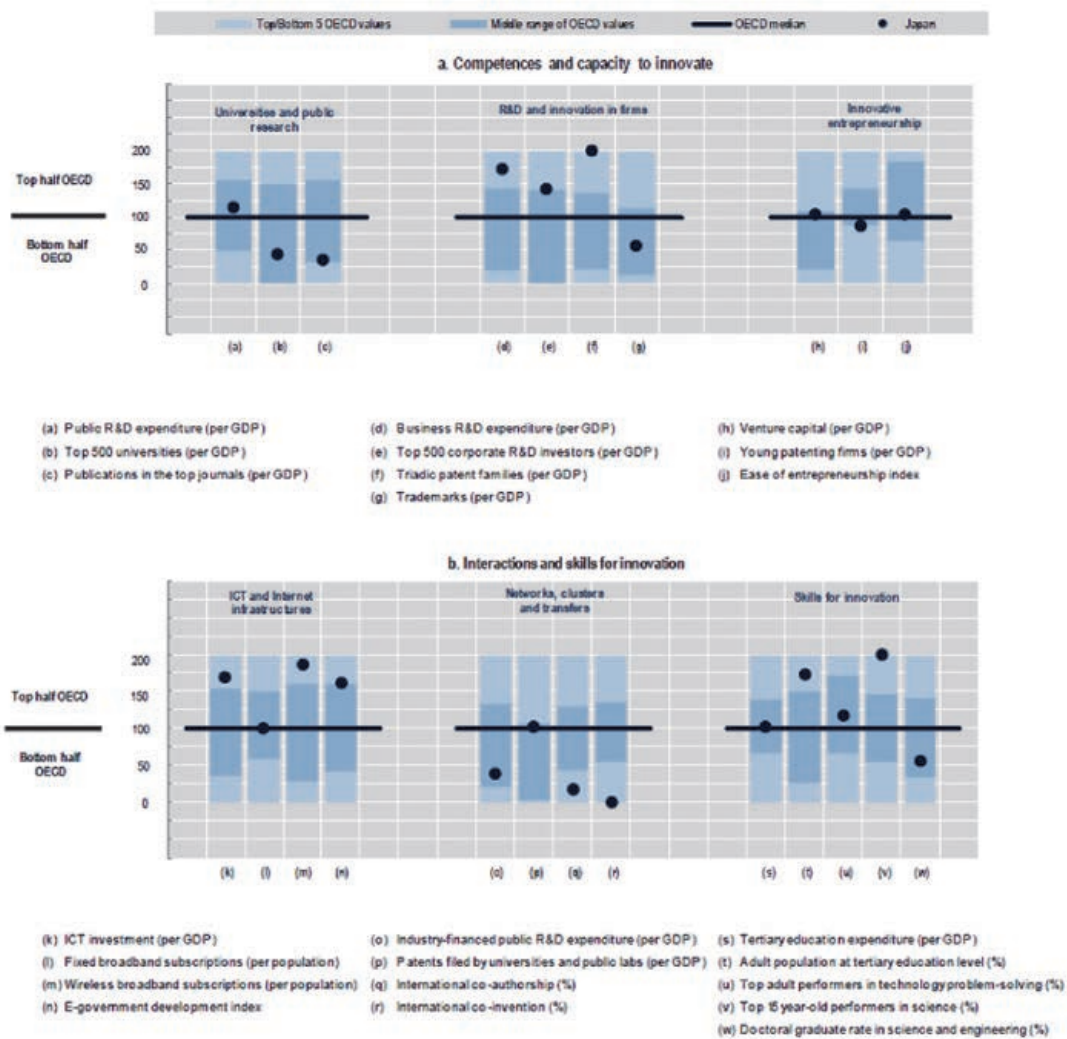 Top/Bottom 5 OECD values Middle range of OECD values OECD median Japan
a. Competences and capacity to innovate
Universities and public research
R&D and innovation in firms
Innovative entrepreneurship
200
150
100
50
0
Top half OECD
Bottom half OECD
(a) (b) (c) (d) (e) (f) (g) (h) (i) (j)
(a) Public R&D expenditure (per GDP)
(b) Top 500 universities (per GDP)
(c) Publications in the top journals (per GDP)
(d) Business R&D expenditure (per GDP)
(e) Top 500 corporate R&D investors (per GDP)
(f) Triadic patent families (per GDP)
(g) Trademarks (per GDP)
(h) Venture capital (per GDP)
(i) Young patenting firms (per GDP)
(j) Ease of entrepreneurship index
b. Interactions and skills for innovation
ICT and Internet infrastructures
Networks, clusters and transfers
Skills for innovation
200
150
100
50
0
Top half OECD
Bottom half OECD
(k) (l) (m) (n) (o) (p) (q) (r) (s) (t) (u) (v) (w)
(k) ICT investment (per GDP)
(l) Fixed broadband subscriptions (per population)
(m) Wireless broadband subscriptions (per population)
(n) E-government development index
(o) Industry-financed public R&D expenditure (per GDP)
(p) Patents filed by universities and public labs (per GDP)
(q) International co-authorship (%)
(r) International co-invention (%)
(s) Tertiary education expenditure (per GDP)
(t) Adult population at tertiary education level (%)
(u) Top adult performers in technology problem-solving (%)
(v) Top 15 year-old performers in science (%)
(w) Doctoral graduate rate in science and engineering (%)